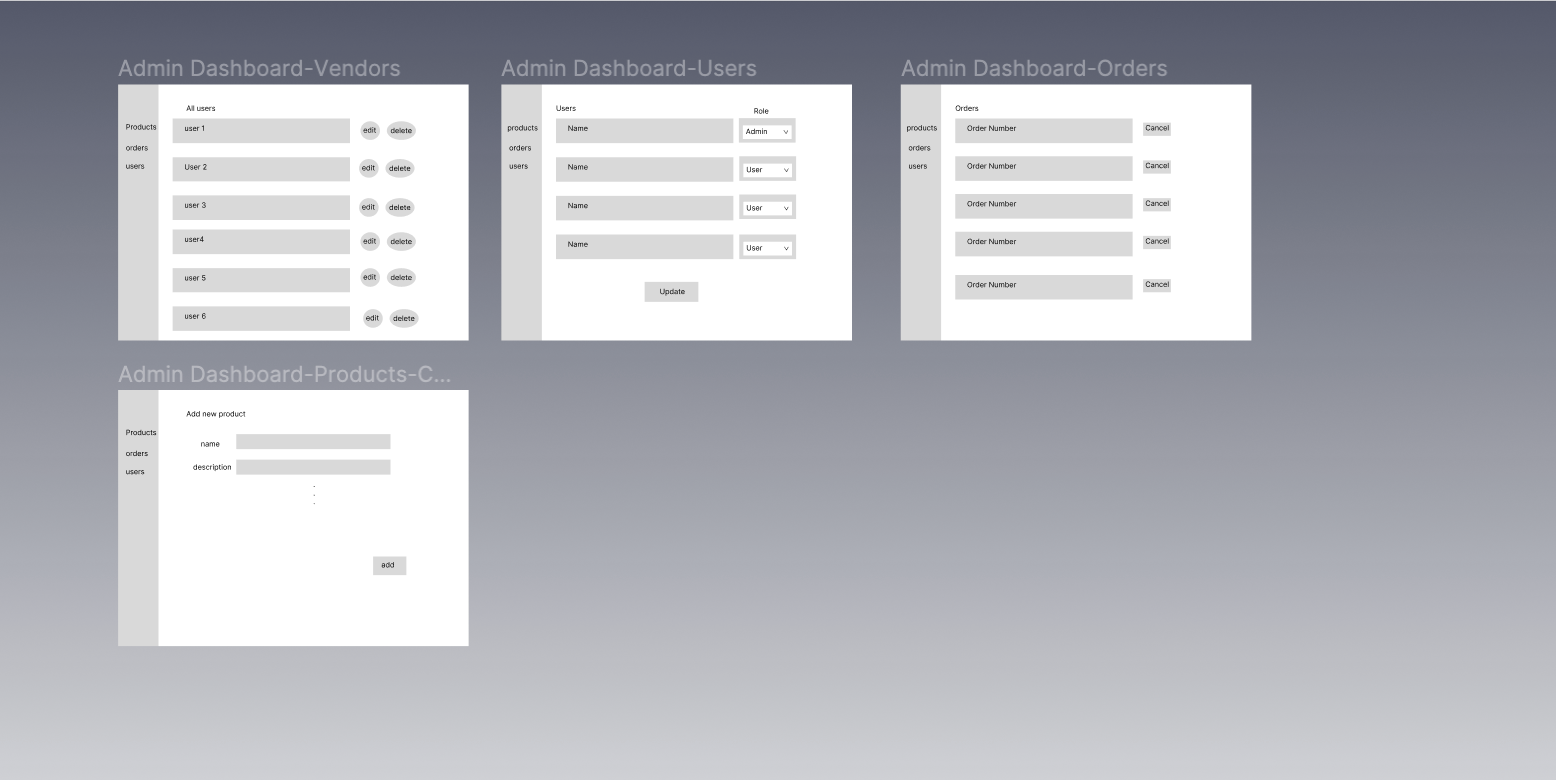 Admin Dashboard-Vendors
All users
Products
orders
users
user 1 edit delete
User 2 edit delete
user 3 edit delete
user4 edit delete
user 5 edit delete
user 6 edit delete
Admin Dashboard-Users
products
orders
users
Users Role
Name Admin
Name User
Name User
Name User
Update
Admin Dashboard-Orders
products
orders
users
Orders
Order Number Cancel
Order Number Cancel
Order Number Cancel
Order Number Cancel
Order Number Cancel
Admin Dashboard-Products-C...
Products
orders
users
Add new product
name
description
.
.
.
add